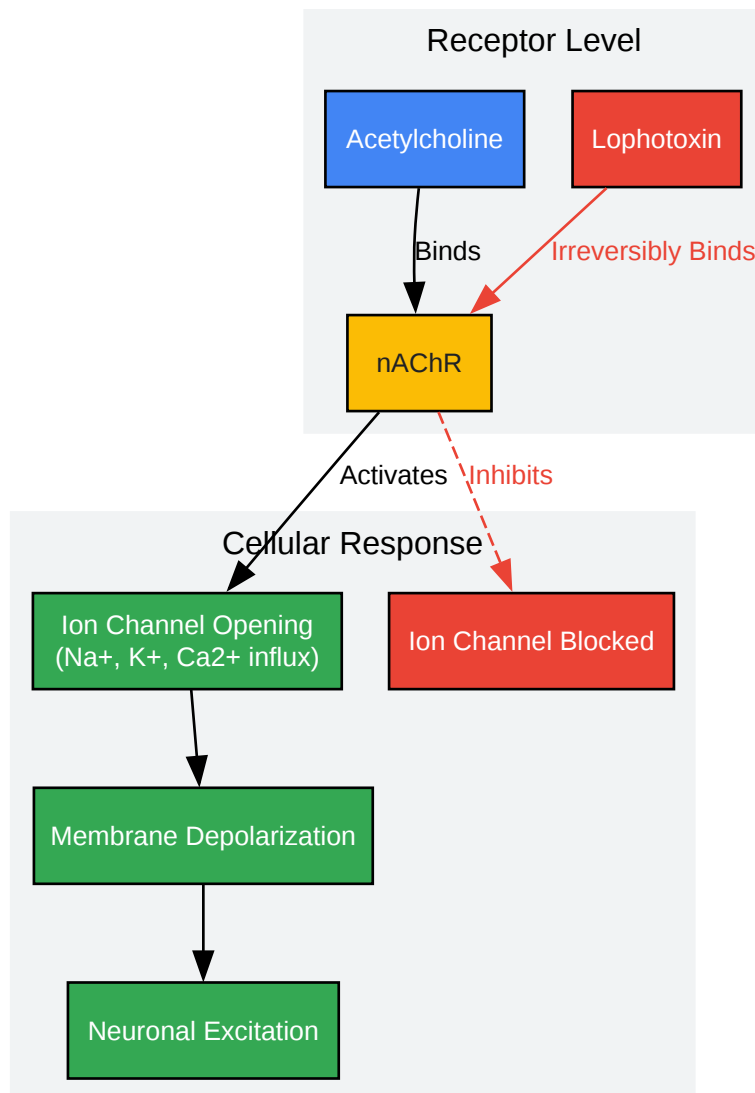 Receptor Level
Acetylcholine
Lophotoxin
Binds
Irreversibly Binds
nAChR
Activates
Inhibits
Cellular Response
Ion Channel Opening
(Na+, K+, Ca2+ influx)
Ion Channel Blocked
Membrane Depolarization
Neuronal Excitation